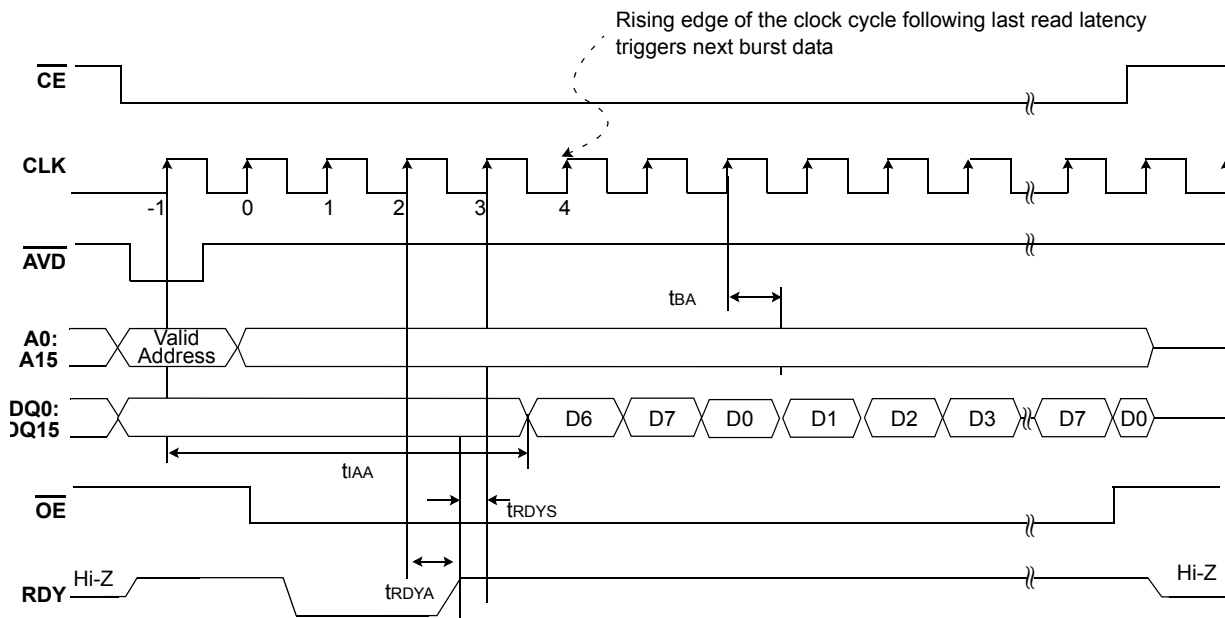 Rising edge of the clock cycle following last read latency
triggers next burst data
CE
CLK
-1 0 1 2 3 4
AVD
tBA
A0:
A15
Valid
Address
DQ0:
DQ15
D6 D7 D0 D1 D2 D3 D7 D0
tIAA
OE
tRDYS
Hi-Z
RDY
tRDYA
Hi-Z